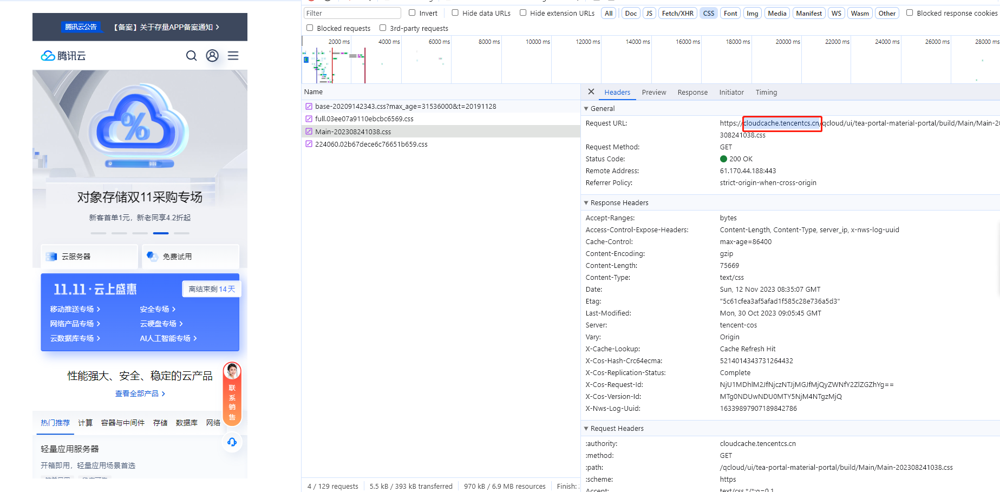 腾讯云公告 【备案】关于存量APP备案通知
腾讯云
对象存储双11采购专场
新客首单1元，新老同享4.2折起
云服务器 免费试用
11.11·云上盛惠 离结束剩14天
移动推送专场 安全专场
网络产品专场 云硬盘专场
云数据库专场 AI人工智能专场
性能强大、安全、稳定的云产品
查看全部产品
联系销售
热门推荐 计算 容器与中间件 存储 数据库 网络
轻量应用服务器
开箱即用，轻量应用场景首选
Filter Invert Hide data URLs Hide extension URLs All Doc JS Fetch/XHR CSS Font Img Media Manifest WS Wasm Other Blocked response cookies
Blocked requests 3rd-party requests
2000 ms 4000 ms 6000 ms 8000 ms 10000 ms 12000 ms 14000 ms 16000 ms 18000 ms 20000 ms 22000 ms 24000 ms 26000 ms 28000 ms
Name
base-20209142343.css?max_age=31536000&t=20191128
full.03ee07a9110ebcbc6569.css
Main-202308241038.css
224060.02b67dece6c76651b659.css
4 / 129 requests 5.5 kB / 393 kB transferred 970 kB / 6.9 MB resources Finish:
Headers Preview Response Initiator Timing
General
Request URL: https://cloudcache.tencentcs.cn/qcloud/ui/tea-portal-material-portal/build/Main/Main-20
308241038.css
Request Method: GET
Status Code: 200 OK
Remote Address: 61.170.44.188:443
Referrer Policy: strict-origin-when-cross-origin
Response Headers
Accept-Ranges: bytes
Access-Control-Expose-Headers: Content-Length, Content-Type, server_ip, x-nws-log-uuid
Cache-Control: max-age=86400
Content-Encoding: gzip
Content-Length: 75669
Content-Type: text/css
Date: Sun, 12 Nov 2023 08:35:07 GMT
Etag: "5c61cfea3af5afad1f585c28e736a5d3"
Last-Modified: Mon, 30 Oct 2023 09:05:45 GMT
Server: tencent-cos
Vary: Origin
X-Cache-Lookup: Cache Refresh Hit
X-Cos-Hash-Crc64ecma: 5214014343731264432
X-Cos-Replication-Status: Complete
X-Cos-Request-Id: NjU1MDhlM2JfNjczNTJjMGJfMjQyZWNfY2ZlZGZhYg==
X-Cos-Version-Id: MTg0NDUwNDU0MTY5NjM4NTgzMjQ
X-Nws-Log-Uuid: 16339897907189842786
Request Headers
:authority: cloudcache.tencentcs.cn
:method: GET
:path: /qcloud/ui/tea-portal-material-portal/build/Main/Main-202308241038.css
:scheme: https
Accept: text/css,*/*;q=0.1